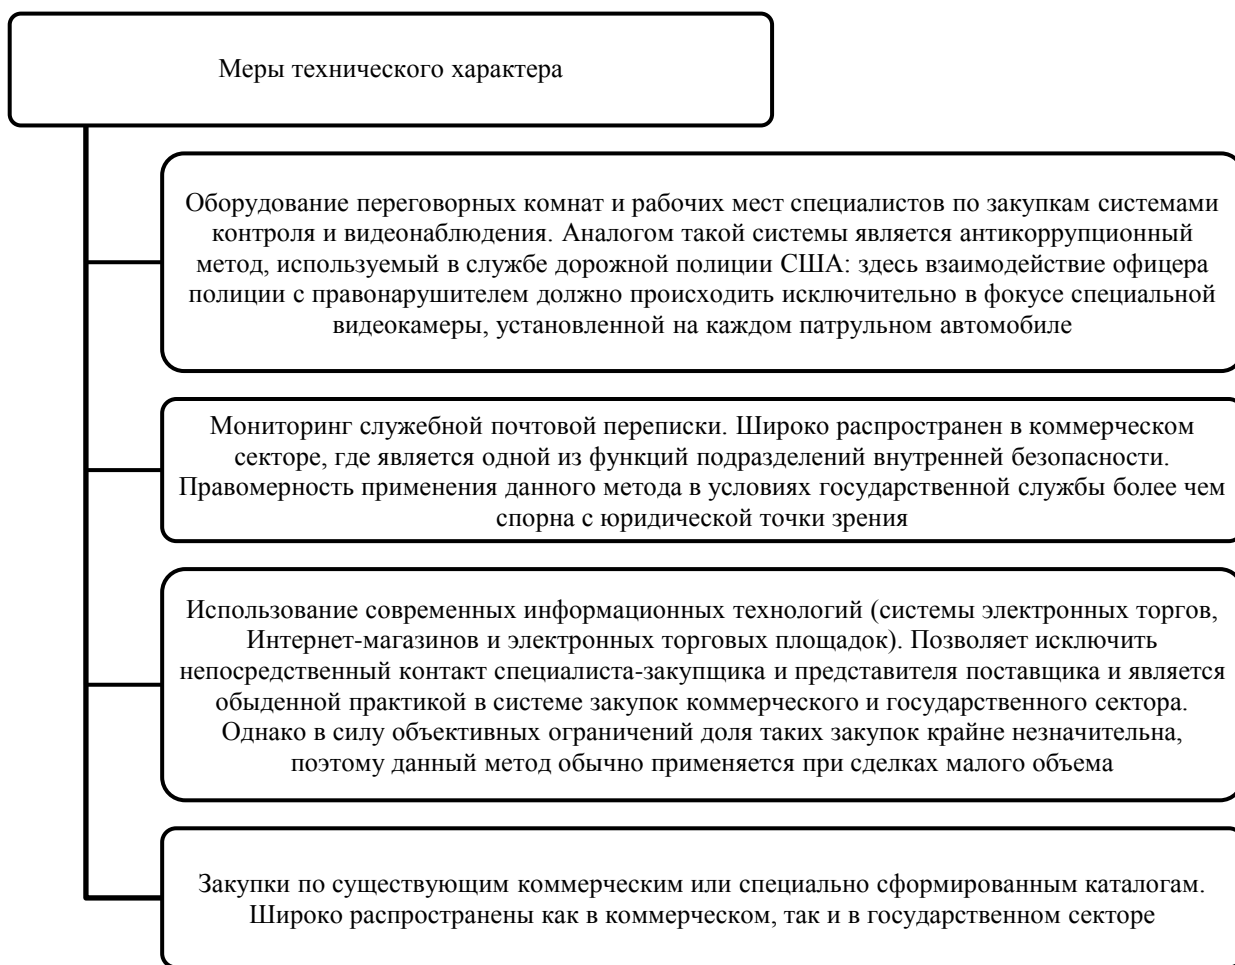 Меры технического характера
Оборудование переговорных комнат и рабочих мест специалистов по закупкам системами
контроля и видеонаблюдения. Аналогом такой системы является антикоррупционный
метод, используемый в службе дорожной полиции США: здесь взаимодействие офицера
полиции с правонарушителем должно происходить исключительно в фокусе специальной
видеокамеры, установленной на каждом патрульном автомобиле
Мониторинг служебной почтовой переписки. Широко распространен в коммерческом
секторе, где является одной из функций подразделений внутренней безопасности.
Правомерность применения данного метода в условиях государственной службы более чем
спорна с юридической точки зрения
Использование современных информационных технологий (системы электронных торгов,
Интернет-магазинов и электронных торговых площадок). Позволяет исключить
непосредственный контакт специалиста-закупщика и представителя поставщика и является
обыденной практикой в системе закупок коммерческого и государственного сектора.
Однако в силу объективных ограничений доля таких закупок крайне незначительна,
поэтому данный метод обычно применяется при сделках малого объема
Закупки по существующим коммерческим или специально сформированным каталогам.
Широко распространены как в коммерческом, так и в государственном секторе